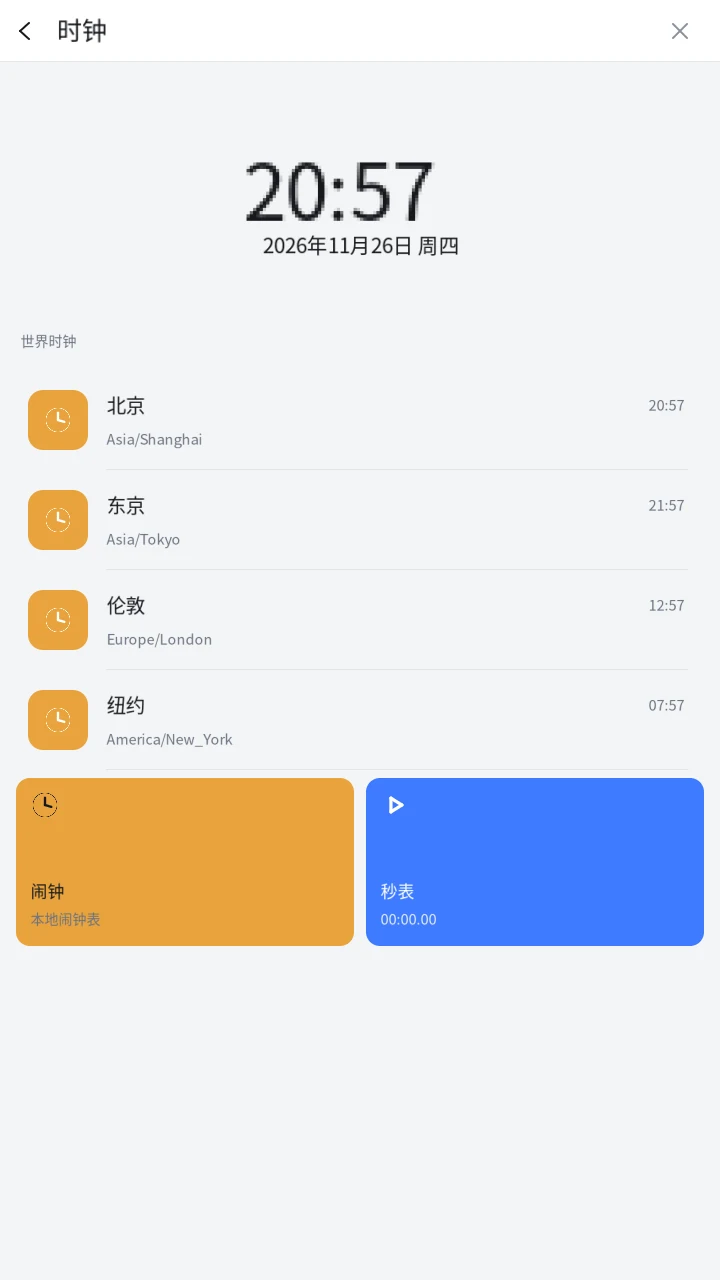 时钟
20:57
2026年11月26日 周四
世界时钟
北京
20:57
Asia/Shanghai
东京
21:57
Asia/Tokyo
伦敦
12:57
Europe/London
纽约
07:57
America/New_York
闹钟
本地闹钟表
秒表
00:00.00